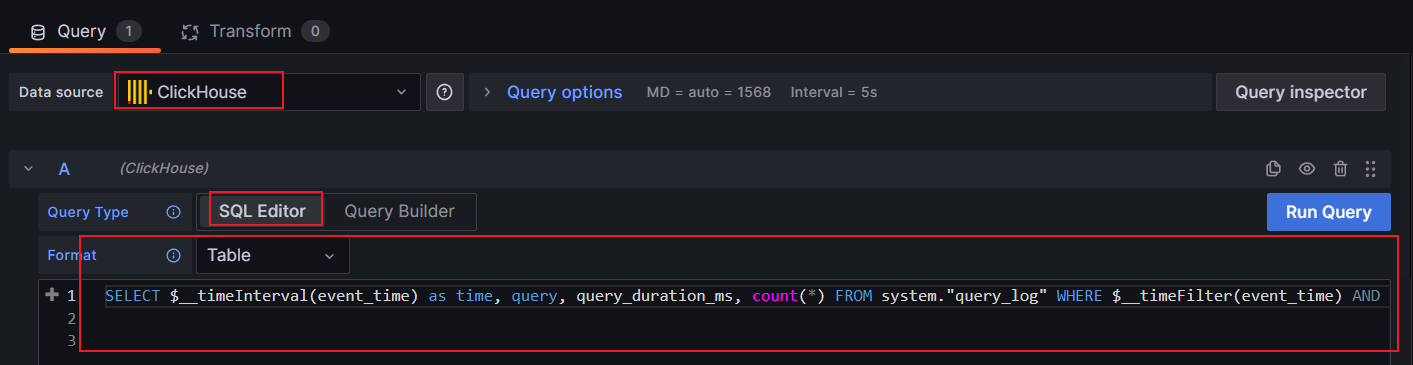 Query 1 Transform 0
Data source ClickHouse Query options MD = auto = 1568 Interval = 5s Query inspector
A (ClickHouse)
Query Type SQL Editor Query Builder Run Query
Format Table
1 SELECT $__timeInterval(event_time) as time, query, query_duration_ms, count(*) FROM system."query_log" WHERE $__timeFilter(event_time) AND
2
3